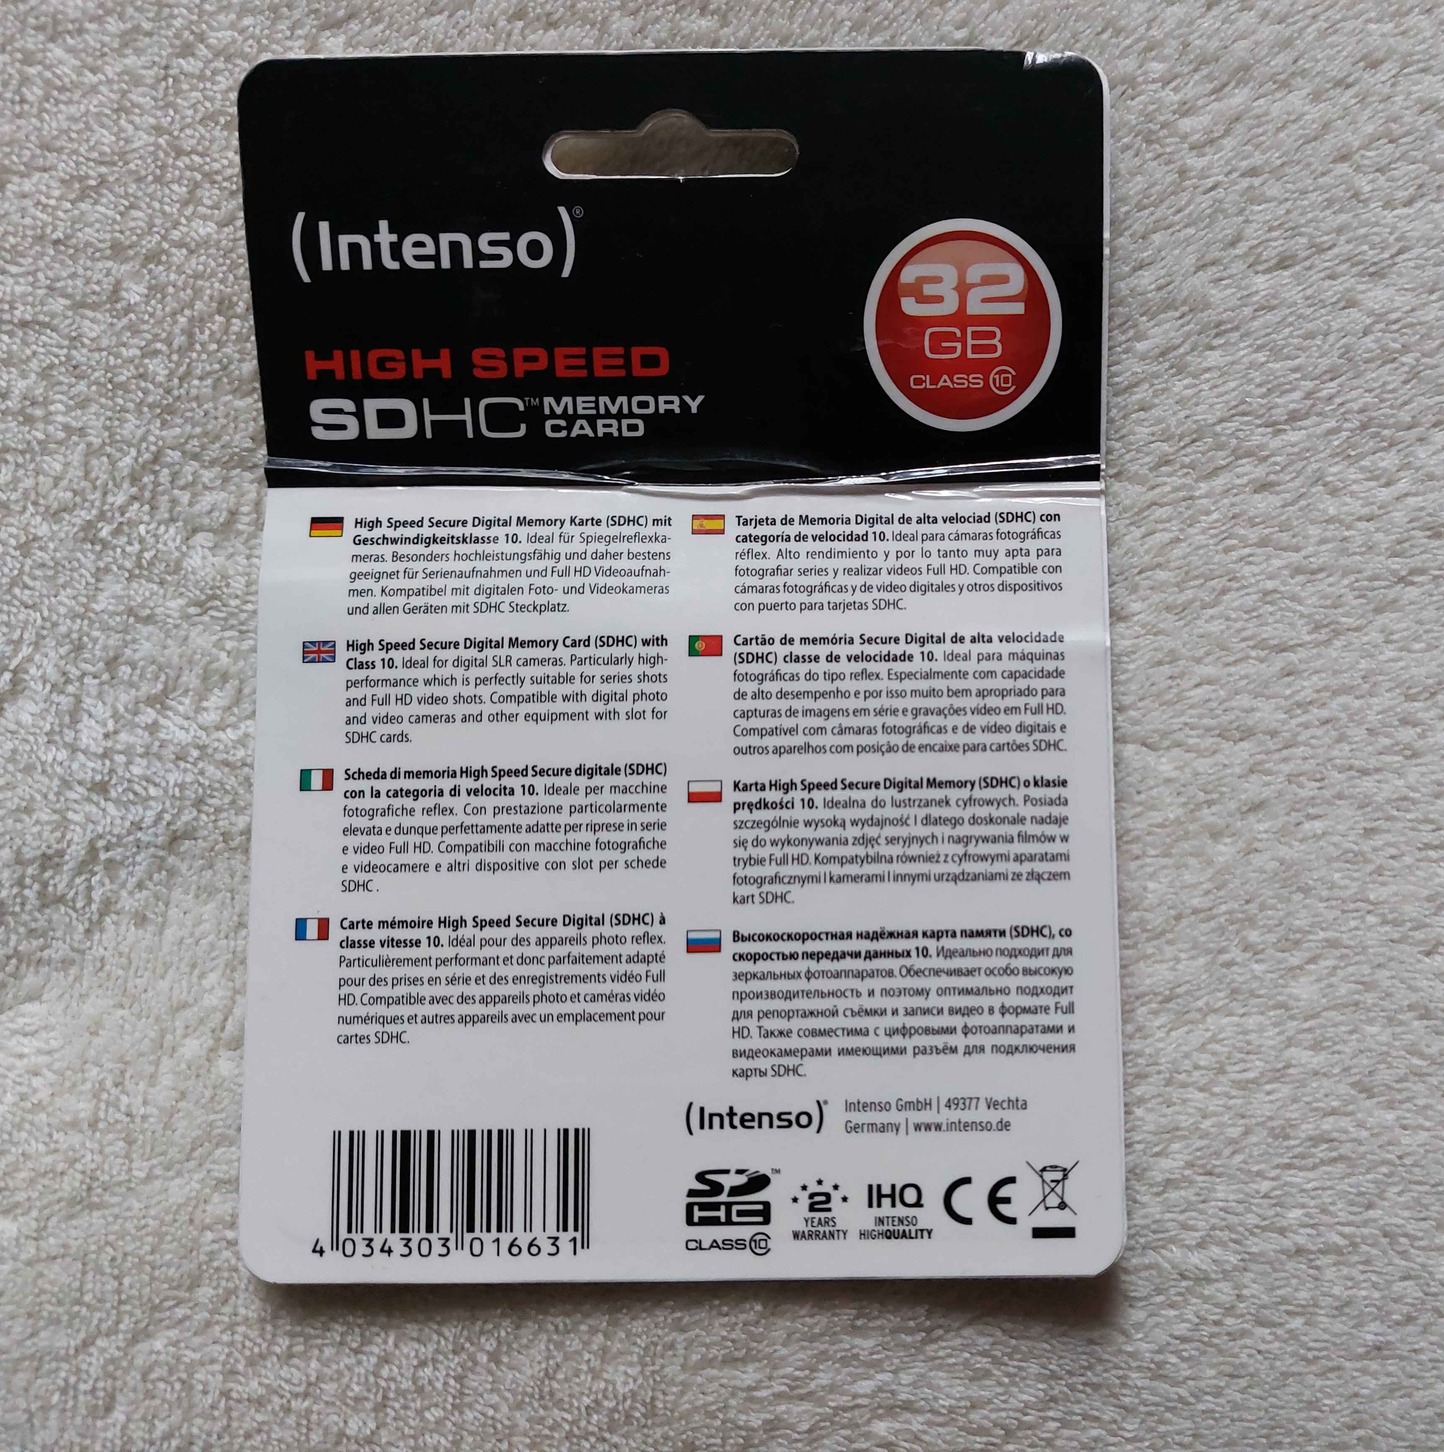 (Intenso)®
32
GB
CLASS 10
HIGH SPEED
SDHC™ MEMORY
CARD
High Speed Secure Digital Memory Karte (SDHC) mit
Geschwindigkeitsklasse 10. Ideal für Spiegelreflexka-
meras. Besonders hochleistungsfähig und daher bestens
geeignet für Serienaufnahmen und Full HD Videoaufnah-
men. Kompatibel mit digitalen Foto- und Videokameras
und allen Geräten mit SDHC Steckplatz.
High Speed Secure Digital Memory Card (SDHC) with
Class 10. Ideal for digital SLR cameras. Particularly high-
performance which is perfectly suitable for series shots
and Full HD video shots. Compatible with digital photo
and video cameras and other equipment with slot for
SDHC cards.
Scheda di memoria High Speed Secure digitale (SDHC)
con la categoria di velocita 10. Ideale per macchine
fotografiche reflex. Con prestazione particolarmente
elevata e dunque perfettamente adatte per riprese in serie
e video Full HD. Compatibili con macchine fotografiche
e videocamere e altri dispositive con slot per schede
SDHC .
Carte mémoire High Speed Secure Digital (SDHC) à
classe vitesse 10. Idéal pour des appareils photo reflex.
Particulièrement performant et donc parfaitement adapté
pour des prises en série et des enregistrements vidéo Full
HD. Compatible avec des appareils photo et caméras vidéo
numériques et autres appareils avec un emplacement pour
cartes SDHC.
Tarjeta de Memoria Digital de alta velociad (SDHC) con
categoría de velocidad 10. Ideal para cámaras fotográficas
réflex. Alto rendimiento y por lo tanto muy apta para
fotografiar series y realizar videos Full HD. Compatible con
cámaras fotográficas y de video digitales y otros dispositivos
con puerto para tarjetas SDHC.
Cartão de memória Secure Digital de alta velocidade
(SDHC) classe de velocidade 10. Ideal para máquinas
fotográficas do tipo reflex. Especialmente com capacidade
de alto desempenho e por isso muito bem apropriado para
capturas de imagens em série e gravações vídeo em Full HD.
Compatível com câmaras fotográficas e de vídeo digitais e
outros aparelhos com posição de encaixe para cartões SDHC.
Karta High Speed Secure Digital Memory (SDHC) o klasie
prędkości 10. Idealna do lustrzanek cyfrowych. Posiada
szczególnie wysoką wydajność I dlatego doskonale nadaje
się do wykonywania zdjęć seryjnych i nagrywania filmów w
trybie Full HD. Kompatybilna również z cyfrowymi aparatami
fotograficznymi I kamerami I innymi urządzaniami ze złączem
kart SDHC.
Высокоскоростная надёжная карта памяти (SDHC), со
скоростью передачи данных 10. Идеально подходит для
зеркальных фотоаппаратов. Обеспечивает особо высокую
производительность и поэтому оптимально подходит
для репортажной съёмки и записи видео в формате Full
HD. Также совместима с цифровыми фотоаппаратами и
видеокамерами имеющими разъём для подключения
карты SDHC.
(Intenso)® Intenso GmbH | 49377 Vechta
Germany | www.intenso.de
SDHC™ CLASS 10
2 YEARS WARRANTY
IHQ INTENSO HIGHQUALITY
CE
4 034303 016631